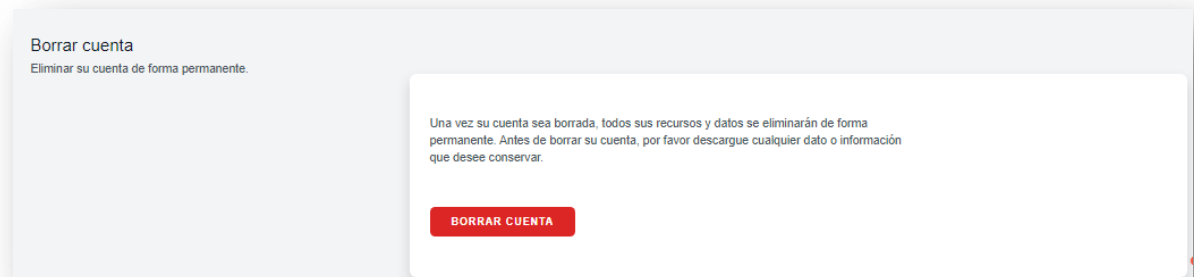 Borrar cuenta
Eliminar su cuenta de forma permanente.
Una vez su cuenta sea borrada, todos sus recursos y datos se eliminarán de forma
permanente. Antes de borrar su cuenta, por favor descargue cualquier dato o información
que desee conservar.
BORRAR CUENTA